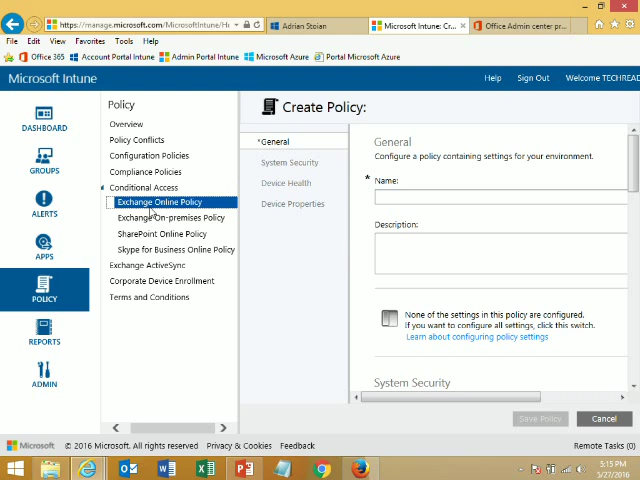 https://manage.microsoft.com/MicrosoftIntune/H
Adrian Stoian
Microsoft Intune: Cr...
Office Admin center pr...
File Edit View Favorites Tools Help
Office 365 Account Portal Intune Admin Portal Intune Microsoft Azure Portal Microsoft Azure
Microsoft Intune
Help Sign Out Welcome TECHREAD
DASHBOARD
GROUPS
ALERTS
APPS
POLICY
REPORTS
ADMIN
Policy
Overview
Policy Conflicts
Configuration Policies
Compliance Policies
Conditional Access
Exchange Online Policy
Exchange On-premises Policy
SharePoint Online Policy
Skype for Business Online Policy
Exchange ActiveSync
Corporate Device Enrollment
Terms and Conditions
Create Policy:
*General
System Security
Device Health
Device Properties
General
Configure a policy containing settings for your environment.
* Name:
Description:
None of the settings in this policy are configured.
If you want to configure all settings, click this switch.
Learn about configuring policy settings
System Security
Save Policy Cancel
Microsoft © 2016 Microsoft. All rights reserved Privacy & Cookies Feedback Remote Tasks (0)
5:15 PM
5/27/2016